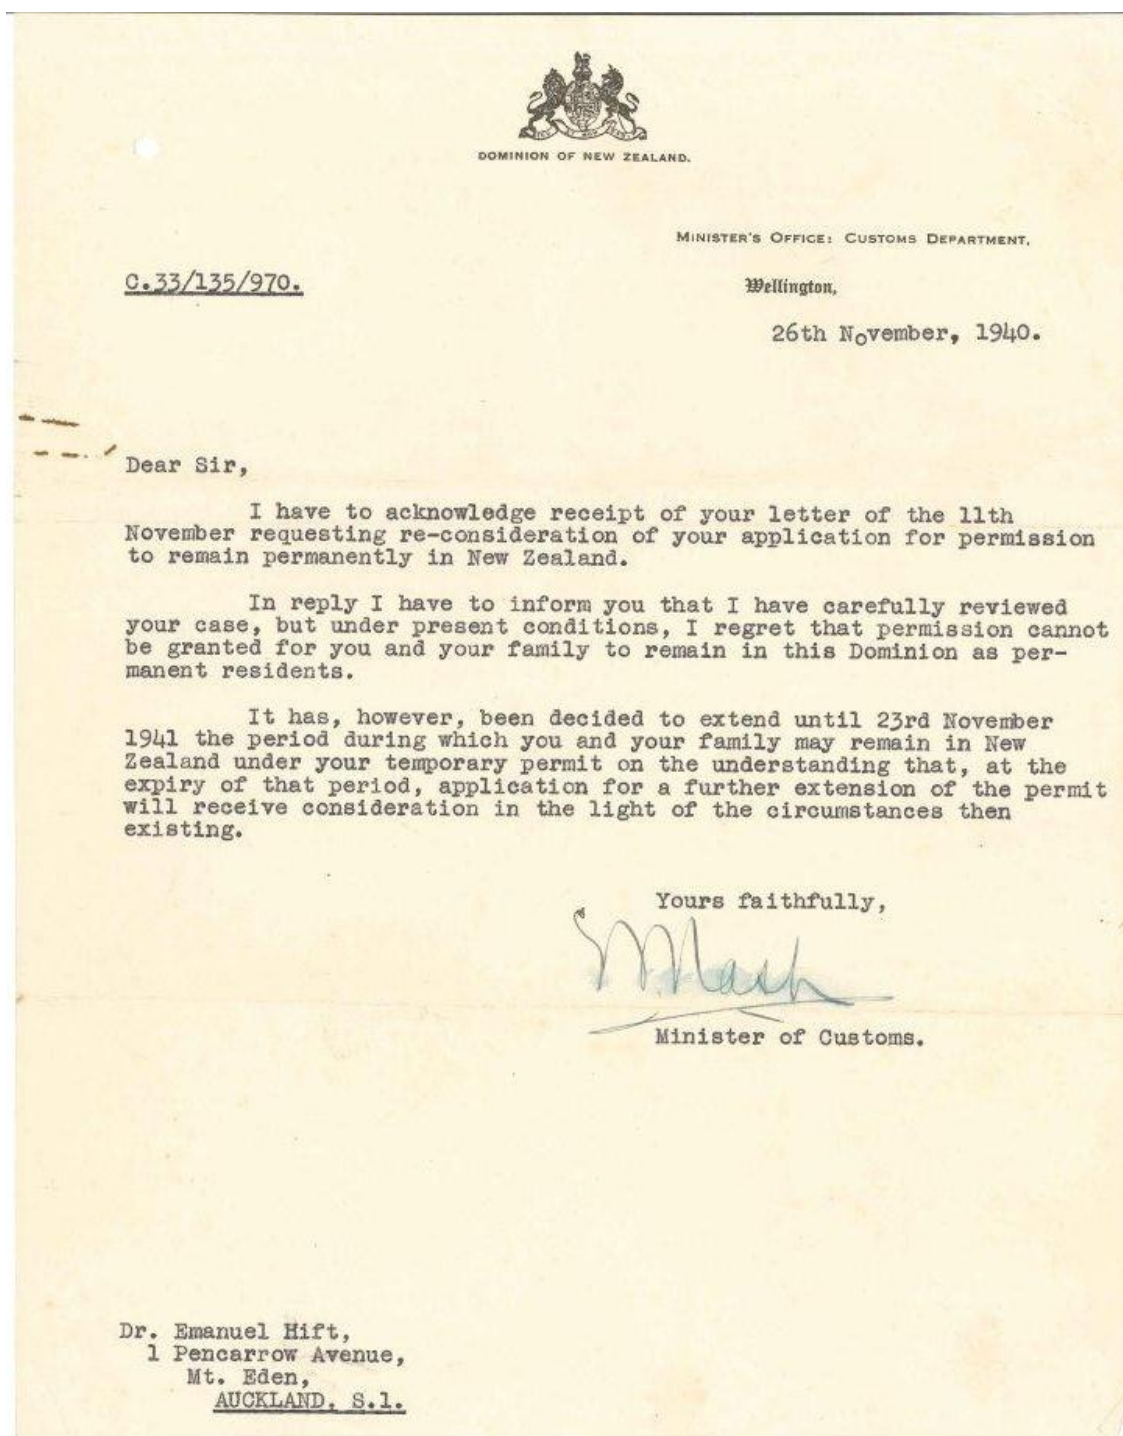 DOMINION OF NEW ZEALAND.
MINISTER'S OFFICE: CUSTOMS DEPARTMENT.
C.33/135/970.
Wellington,
26th November, 1940.
Dear Sir,
I have to acknowledge receipt of your letter of the 11th
November requesting re-consideration of your application for permission
to remain permanently in New Zealand.
In reply I have to inform you that I have carefully reviewed
your case, but under present conditions, I regret that permission cannot
be granted for you and your family to remain in this Dominion as per-
manent residents.
It has, however, been decided to extend until 23rd November
1941 the period during which you and your family may remain in New
Zealand under your temporary permit on the understanding that, at the
expiry of that period, application for a further extension of the permit
will receive consideration in the light of the circumstances then
existing.
Yours faithfully,
W. Nash
Minister of Customs.
Dr. Emanuel Hift,
1 Pencarrow Avenue,
Mt. Eden,
AUCKLAND, S.1.